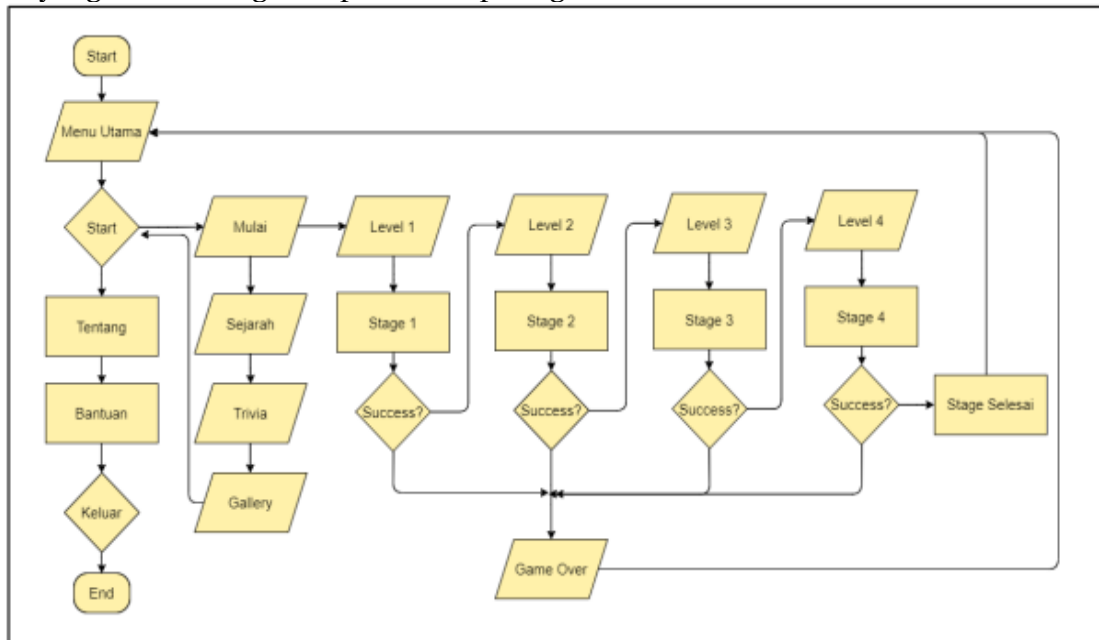 Start
Menu Utama
Start
Mulai
Level 1
Level 2
Level 3
Level 4
Tentang
Sejarah
Stage 1
Stage 2
Stage 3
Stage 4
Bantuan
Trivia
Success?
Success?
Success?
Success?
Stage Selesai
Keluar
Gallery
Game Over
End